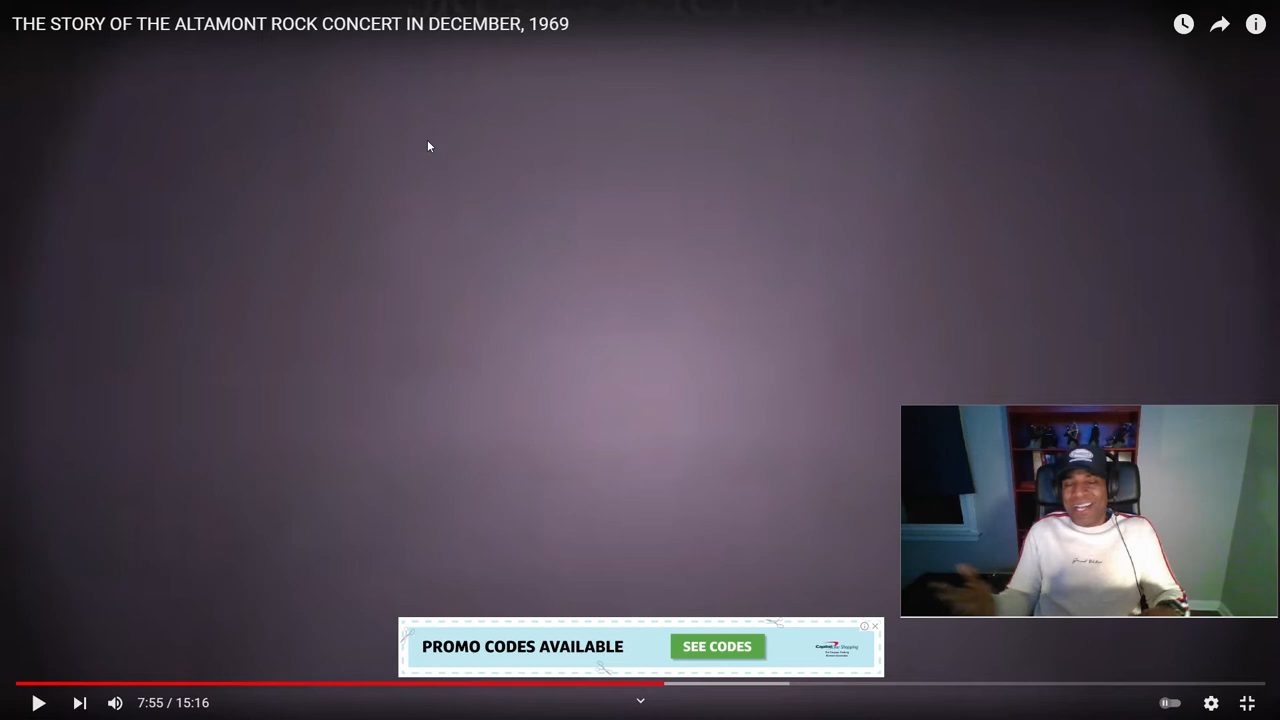 THE STORY OF THE ALTAMONT ROCK CONCERT IN DECEMBER, 1969
PROMO CODES AVAILABLE
SEE CODES
Shopping
7:55 / 15:16